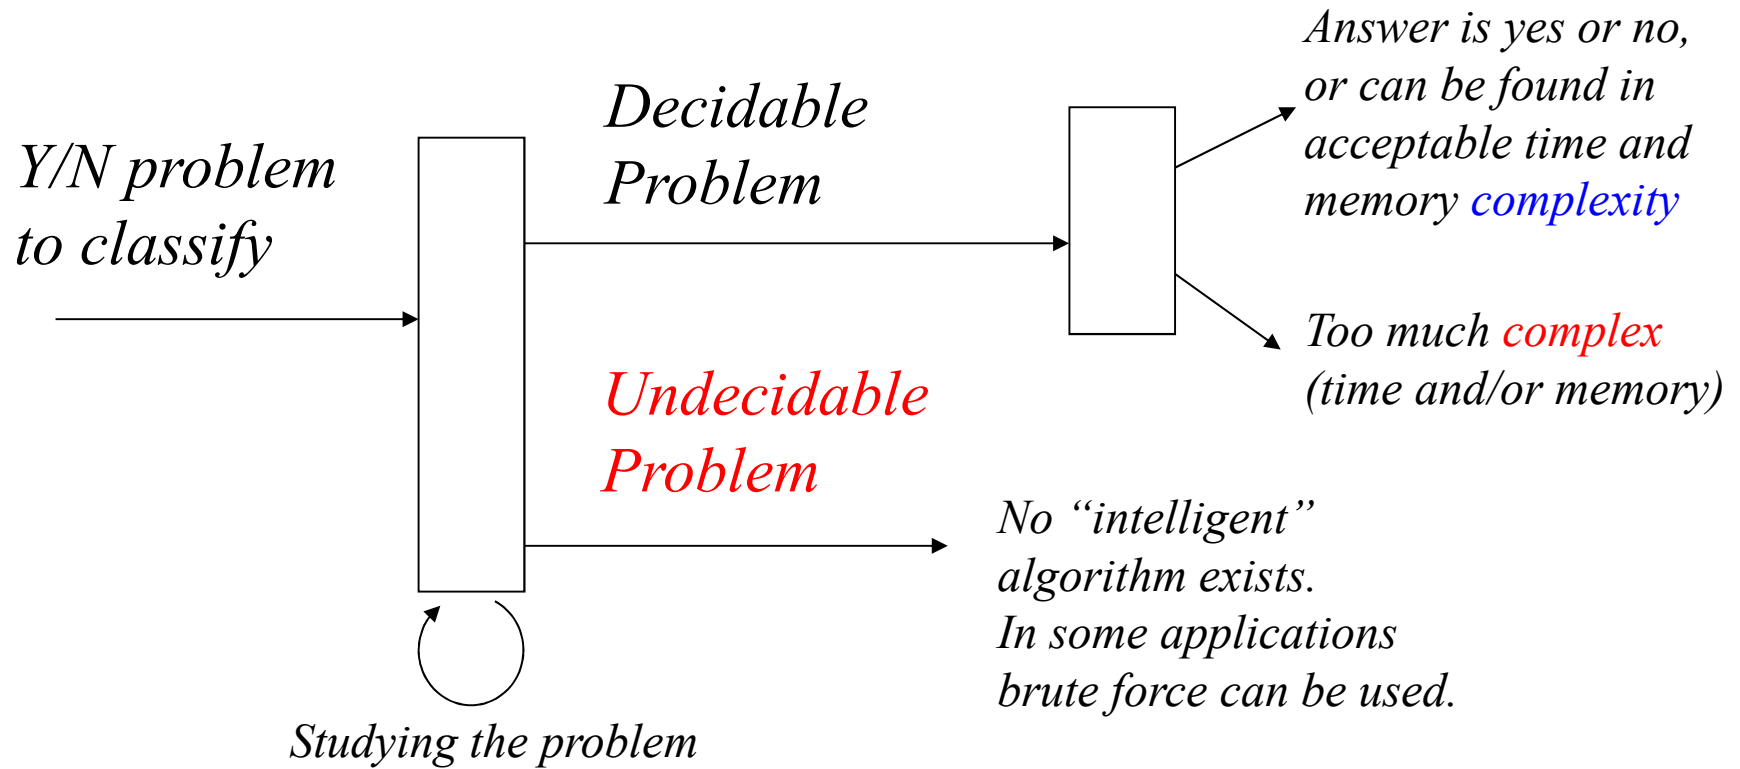 Y/N problem
to classify
Decidable
Problem
Answer is yes or no,
or can be found in
acceptable time and
memory complexity
Too much complex
(time and/or memory)
Undecidable
Problem
No “intelligent”
algorithm exists.
In some applications
brute force can be used.
Studying the problem